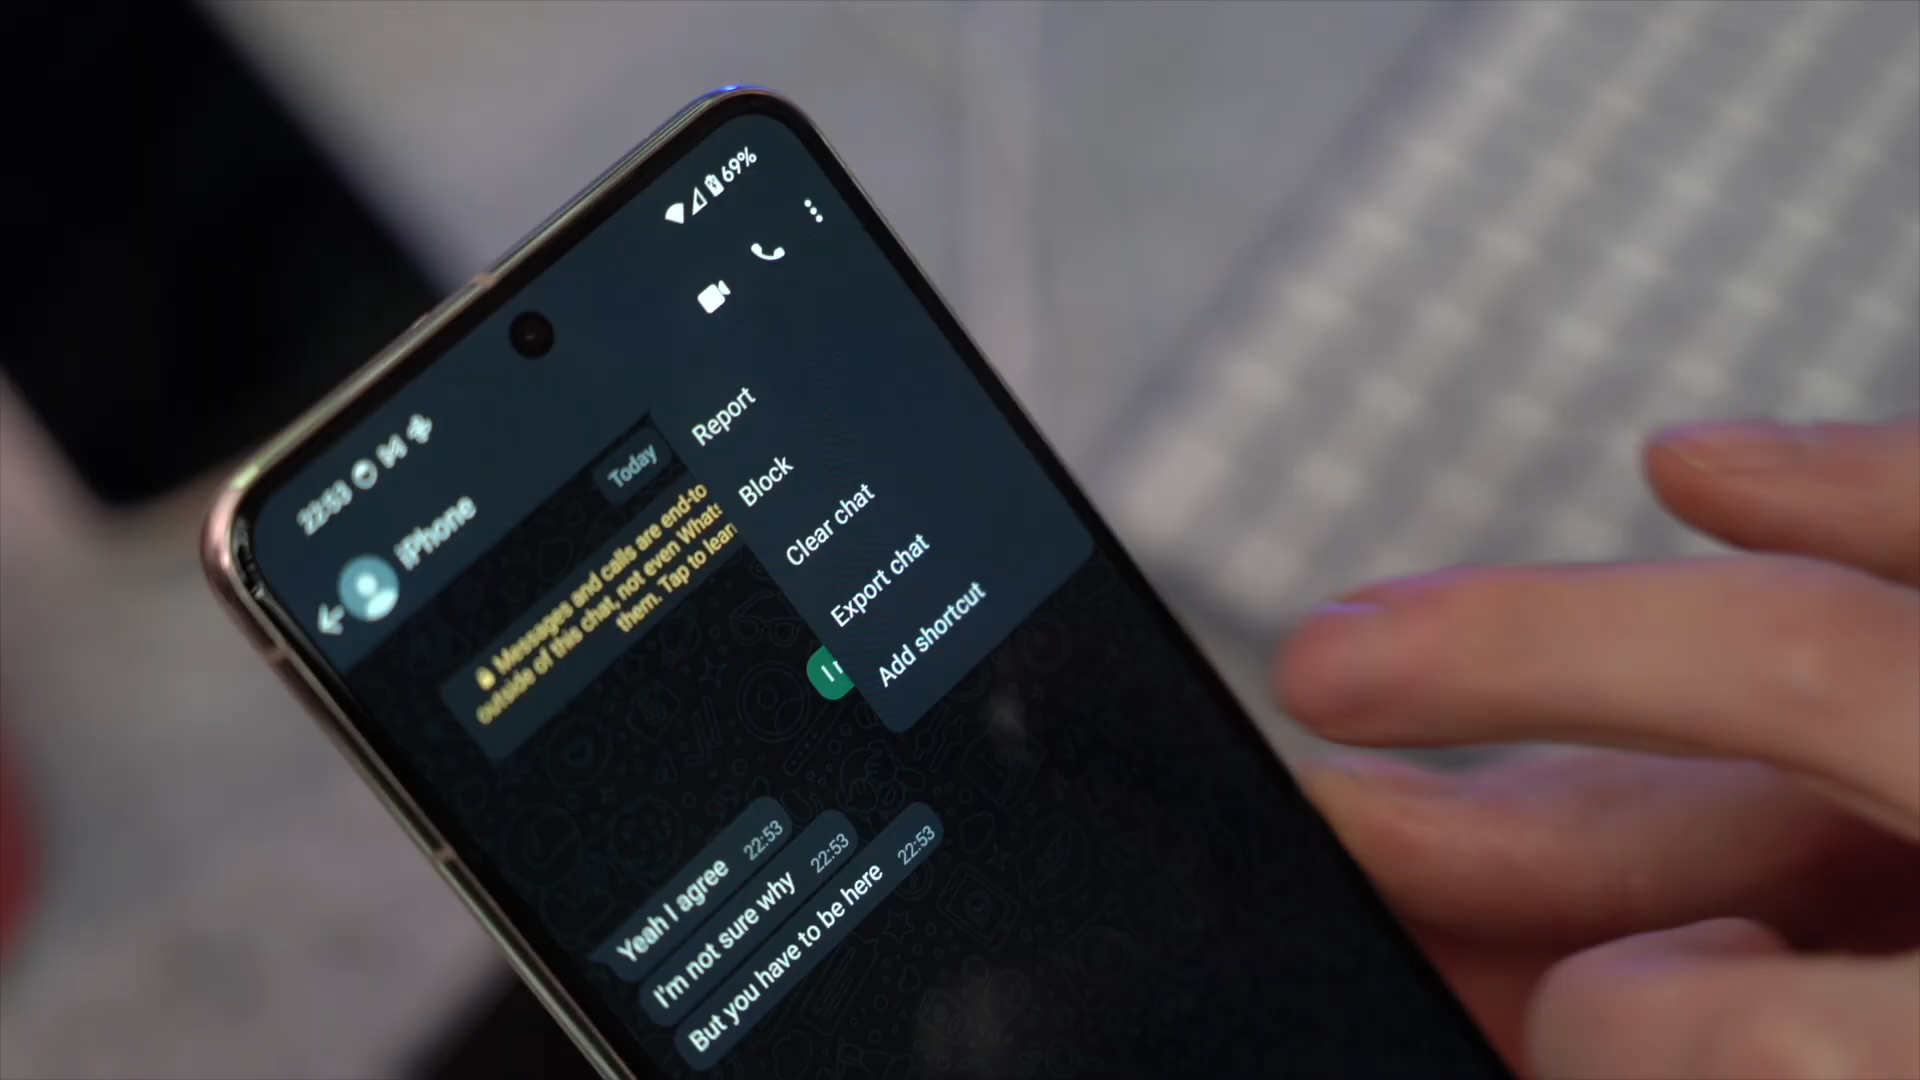 22:53
69%
iPhone
Today
Messages and calls are end-to
outside of this chat, not even Whats
them. Tap to lear
I
Report
Block
Clear chat
Export chat
Add shortcut
Yeah I agree 22:53
I'm not sure why 22:53
But you have to be here 22:53